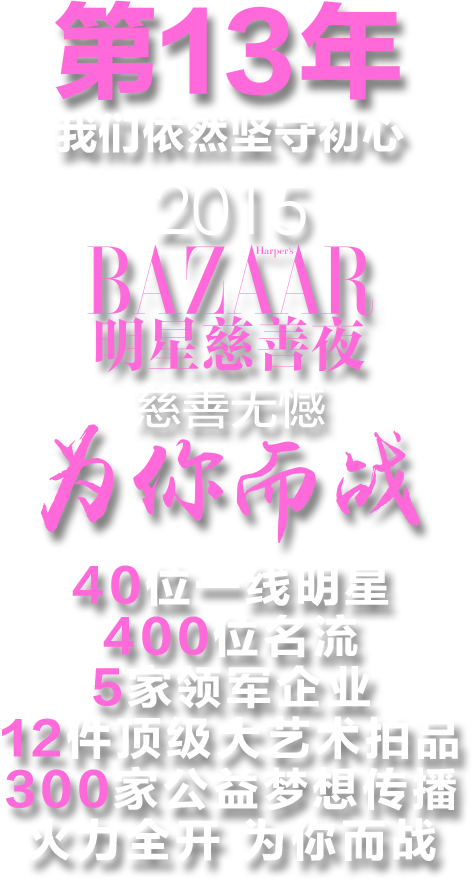 第13年
我们依然坚守初心
2015
Harper's
BAZAAR
明星慈善夜
慈善无憾
为你而战
40位一线明星
400位名流
5家领军企业
12件顶级大艺术拍品
300家公益梦想传播
火力全开 为你而战